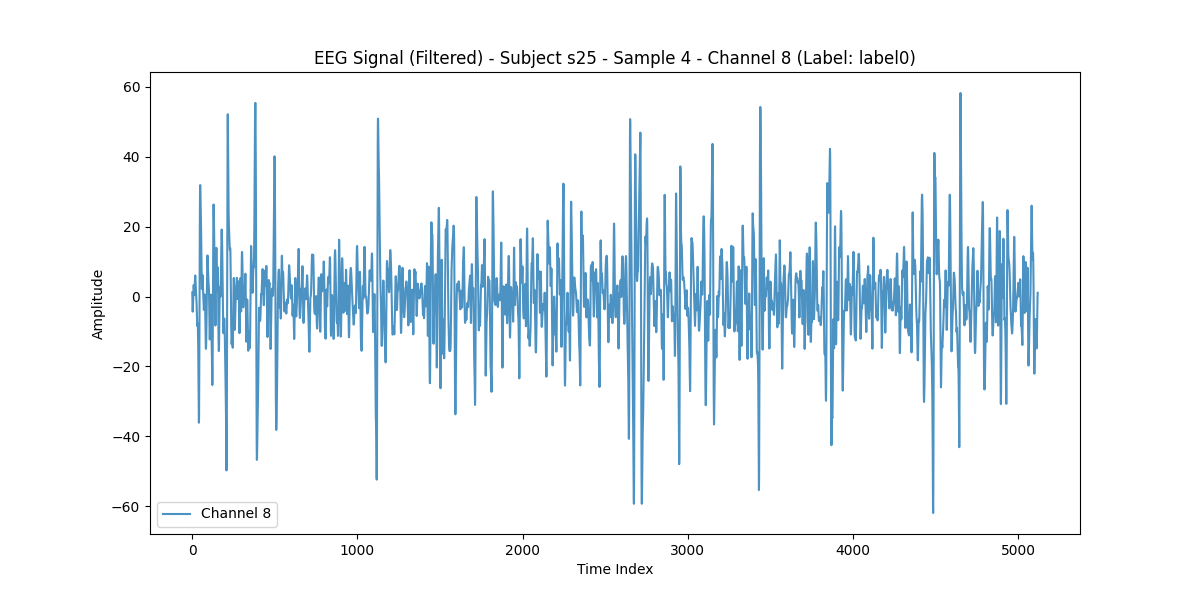 EEG Signal (Filtered) - Subject s25 - Sample 4 - Channel 8 (Label: label0)
60
40
20
0
−20
−40
−60
Amplitude
Channel 8
0 1000 2000 3000 4000 5000
Time Index